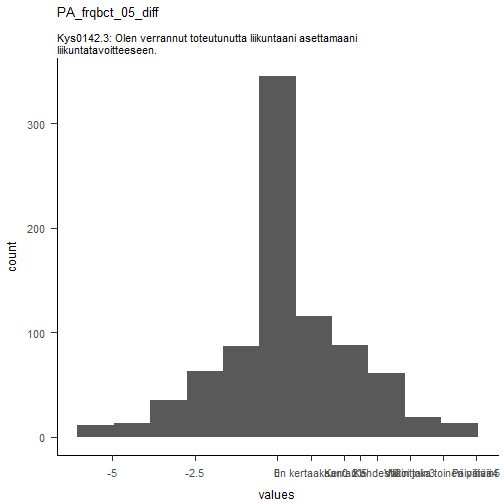 PA_frqbct_05_diff
Kys0142.3: Olen verrannut toteutunutta liikuntaani asettamaani
liikuntatavoitteeseen.
300
200
100
0
count
-5
-2.5
values